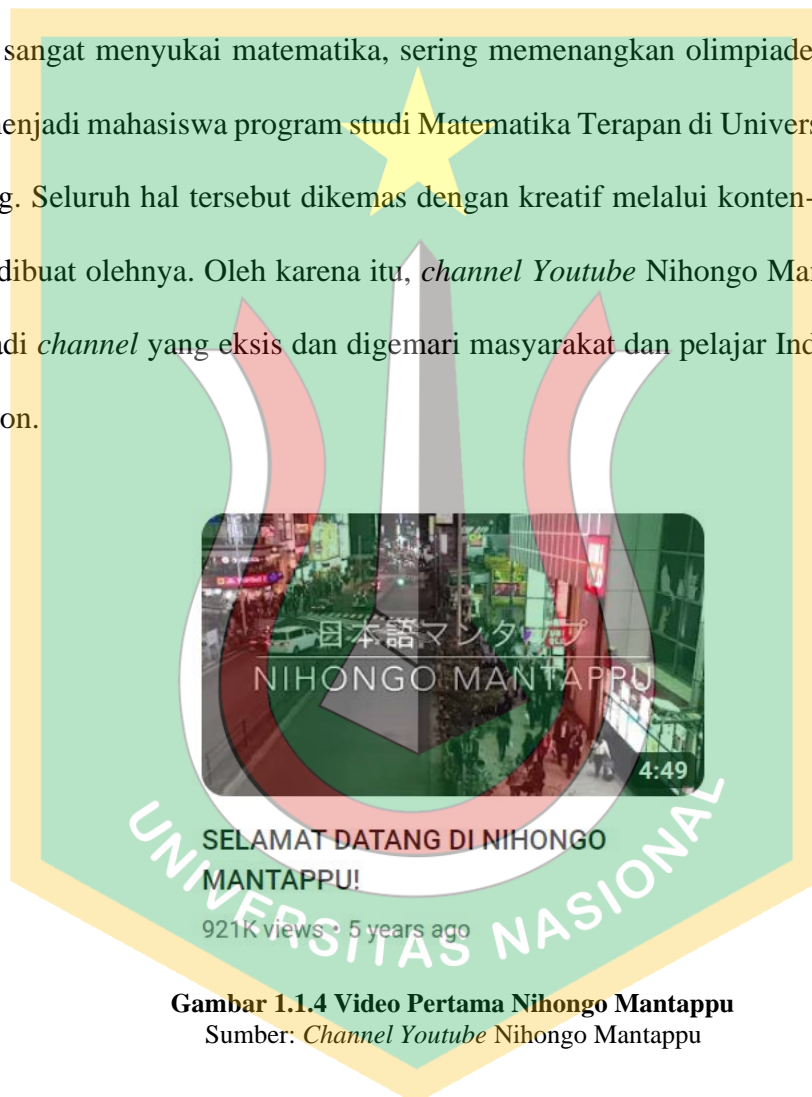 sangat menyukai matematika, sering memenangkan olimpiade
menjadi mahasiswa program studi Matematika Terapan di Univers
g. Seluruh hal tersebut dikemas dengan kreatif melalui konten-
dibuat olehnya. Oleh karena itu, channel Youtube Nihongo Ma
adi channel yang eksis dan digemari masyarakat dan pelajar Ind
on.
日本語マンタップ
NIHONGO MANTAPPU
4:49
SELAMAT DATANG DI NIHONGO
MANTAPPU!
921K views • 5 years ago
UNIVERSITAS NASIONAL
Gambar 1.1.4 Video Pertama Nihongo Mantappu
Sumber: Channel Youtube Nihongo Mantappu